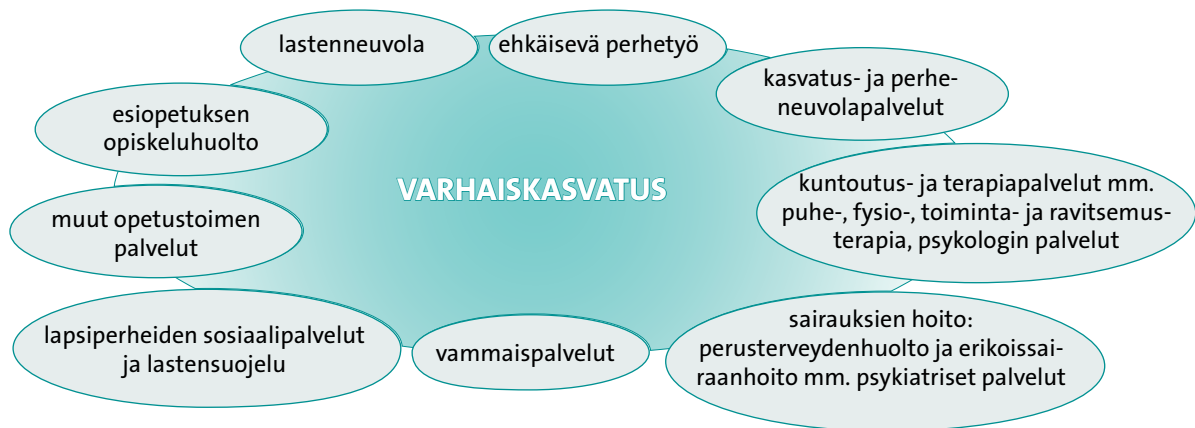 lastenneuvola
ehkäisevä perhetyö
kasvatus- ja perhe-
neuvolapalvelut
esiopetuksen
opiskeluhuolto
VARHAISKASVATUS
kuntoutus- ja terapiapalvelut mm.
puhe-, fysio-, toiminta- ja ravitsemus-
terapia, psykologin palvelut
muut opetustoimen
palvelut
lapsiperheiden sosiaalipalvelut
ja lastensuojelu
vammaispalvelut
sairauksien hoito:
perusterveydenhuolto ja erikoissai-
raanhoito mm. psykiatriset palvelut